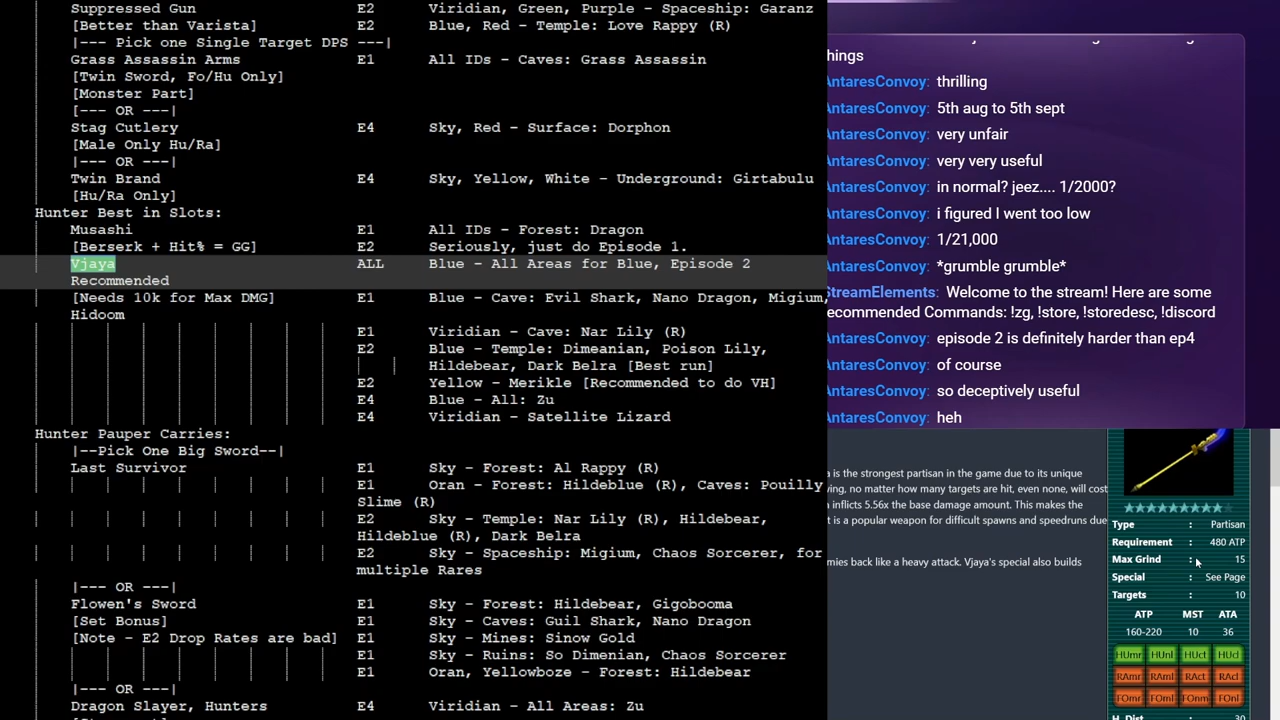 Suppressed Gun E2 Viridian, Green, Purple - Spaceship: Garanz
[Better than Varista] E2 Blue, Red - Temple: Love Rappy (R)
|--- Pick one Single Target DPS ---|
Grass Assassin Arms E1 All IDs - Caves: Grass Assassin
[Twin Sword, Fo/Hu Only]
[Monster Part]
[--- OR ---|
Stag Cutlery E4 Sky, Red - Surface: Dorphon
[Male Only Hu/Ra]
|--- OR ---|
Twin Brand E4 Sky, Yellow, White - Underground: Girtabulu
[Hu/Ra Only]
Hunter Best in Slots:
Musashi E1 All IDs - Forest: Dragon
[Berserk + Hit% = GG] E2 Seriously, just do Episode 1.
Vjaya ALL Blue - All Areas for Blue, Episode 2
Recommended
[Needs 10k for Max DMG] E1 Blue - Cave: Evil Shark, Nano Dragon, Migium,
Hidoom
E1 Viridian - Cave: Nar Lily (R)
E2 Blue - Temple: Dimeanian, Poison Lily,
Hildebear, Dark Belra [Best run]
E2 Yellow - Merikle [Recommended to do VH]
E4 Blue - All: Zu
E4 Viridian - Satellite Lizard
Hunter Pauper Carries:
|--Pick One Big Sword--|
Last Survivor E1 Sky - Forest: Al Rappy (R)
E1 Oran - Forest: Hildeblue (R), Caves: Pouilly
Slime (R)
E2 Sky - Temple: Nar Lily (R), Hildebear,
Hildeblue (R), Dark Belra
E2 Sky - Spaceship: Migium, Chaos Sorcerer, for
multiple Rares
|--- OR ---|
Flowen's Sword E1 Sky - Forest: Hildebear, Gigobooma
[Set Bonus] E1 Sky - Caves: Guil Shark, Nano Dragon
[Note - E2 Drop Rates are bad] E1 Sky - Mines: Sinow Gold
E1 Sky - Ruins: So Dimenian, Chaos Sorcerer
E1 Oran, Yellowboze - Forest: Hildebear
|--- OR ---|
Dragon Slayer, Hunters E4 Viridian - All Areas: Zu
hings
AntaresConvoy: thrilling
AntaresConvoy: 5th aug to 5th sept
AntaresConvoy: very unfair
AntaresConvoy: very very useful
AntaresConvoy: in normal? jeez.... 1/2000?
AntaresConvoy: i figured I went too low
AntaresConvoy: 1/21,000
AntaresConvoy: *grumble grumble*
StreamElements: Welcome to the stream! Here are some
ecommended Commands: !zg, !store, !storedesc, !discord
AntaresConvoy: episode 2 is definitely harder than ep4
AntaresConvoy: of course
AntaresConvoy: so deceptively useful
AntaresConvoy: heh
a is the strongest partisan in the game due to its unique
ying, no matter how many targets are hit, even none, will cost
n inflicts 5.56x the base damage amount. This makes the
t is a popular weapon for difficult spawns and speedruns due
mies back like a heavy attack. Vjaya's special also builds
Type : Partisan
Requirement : 480 ATP
Max Grind : 15
Special : See Page
Targets : 10
ATP MST ATA
160-220 10 36
HUmr HUnl HUct HUcl
RAmr RAml RAct RAcl
FOmr FOml FOnm FOnl
H. Dist : 30